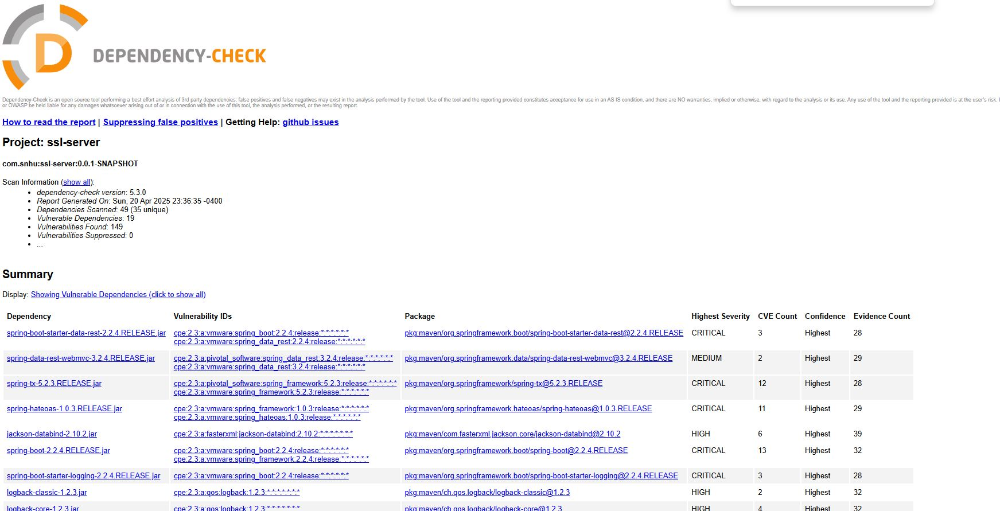 D DEPENDENCY-CHECK
Dependency-Check is an open source tool performing a best effort analysis of 3rd party dependencies; false positives and false negatives may exist in the analysis performed by the tool. Use of the tool and the reporting provided constitutes acceptance for use in an AS IS condition, and there are NO warranties, implied or otherwise, with regard to the analysis or its use. Any use of the tool and the reporting provided is at the user's risk.
or OWASP be held liable for any damages whatsoever arising out of or in connection with the use of this tool, the analysis performed, or the resulting report.
How to read the report | Suppressing false positives | Getting Help: github issues
Project: ssl-server
com.snhu:ssl-server:0.0.1-SNAPSHOT
Scan Information (show all):
• dependency-check version: 5.3.0
• Report Generated On: Sun, 20 Apr 2025 23:36:35 -0400
• Dependencies Scanned: 49 (35 unique)
• Vulnerable Dependencies: 19
• Vulnerabilities Found: 149
• Vulnerabilities Suppressed: 0
• ...
Summary
Display: Showing Vulnerable Dependencies (click to show all)
Dependency Vulnerability IDs Package Highest Severity CVE Count Confidence Evidence Count
spring-boot-starter-data-rest-2.2.4.RELEASE.jar cpe:2.3:a:vmware:spring_boot:2.2.4:release:*:*:*:*:*:* pkg:maven/org.springframework.boot/spring-boot-starter-data-rest@2.2.4.RELEASE CRITICAL 3 Highest 28
cpe:2.3:a:vmware:spring_data_rest:2.2.4:release:*:*:*:*:*:*
spring-data-rest-webmvc-3.2.4.RELEASE.jar cpe:2.3:a:pivotal_software:spring_data_rest:3.2.4:release:*:*:*:*:*:* pkg:maven/org.springframework.data/spring-data-rest-webmvc@3.2.4.RELEASE MEDIUM 2 Highest 29
cpe:2.3:a:vmware:spring_data_rest:3.2.4:release:*:*:*:*:*:*
spring-tx-5.2.3.RELEASE.jar cpe:2.3:a:pivotal_software:spring_framework:5.2.3:release:*:*:*:*:*:* pkg:maven/org.springframework/spring-tx@5.2.3.RELEASE CRITICAL 12 Highest 28
cpe:2.3:a:vmware:spring_framework:5.2.3:release:*:*:*:*:*:*
spring-hateoas-1.0.3.RELEASE.jar cpe:2.3:a:vmware:spring_framework:1.0.3:release:*:*:*:*:*:* pkg:maven/org.springframework.hateoas/spring-hateoas@1.0.3.RELEASE CRITICAL 11 Highest 29
cpe:2.3:a:vmware:spring_hateoas:1.0.3:release:*:*:*:*:*:*
jackson-databind-2.10.2.jar cpe:2.3:a:fasterxml:jackson-databind:2.10.2:*:*:*:*:*:*:* pkg:maven/com.fasterxml.jackson.core/jackson-databind@2.10.2 HIGH 6 Highest 39
spring-boot-2.2.4.RELEASE.jar cpe:2.3:a:vmware:spring_boot:2.2.4:release:*:*:*:*:*:* pkg:maven/org.springframework.boot/spring-boot@2.2.4.RELEASE CRITICAL 13 Highest 32
cpe:2.3:a:vmware:spring_framework:2.2.4:release:*:*:*:*:*:*
spring-boot-starter-logging-2.2.4.RELEASE.jar cpe:2.3:a:vmware:spring_boot:2.2.4:release:*:*:*:*:*:* pkg:maven/org.springframework.boot/spring-boot-starter-logging@2.2.4.RELEASE CRITICAL 3 Highest 28
logback-classic-1.2.3.jar cpe:2.3:a:qos:logback:1.2.3:*:*:*:*:*:*:* pkg:maven/ch.qos.logback/logback-classic@1.2.3 HIGH 2 Highest 32
logback-core-1.2.3.jar cpe:2.3:a:qos:logback:1.2.3:*:*:*:*:*:*:* pkg:maven/ch.qos.logback/logback-core@1.2.3 HIGH 4 Highest 32